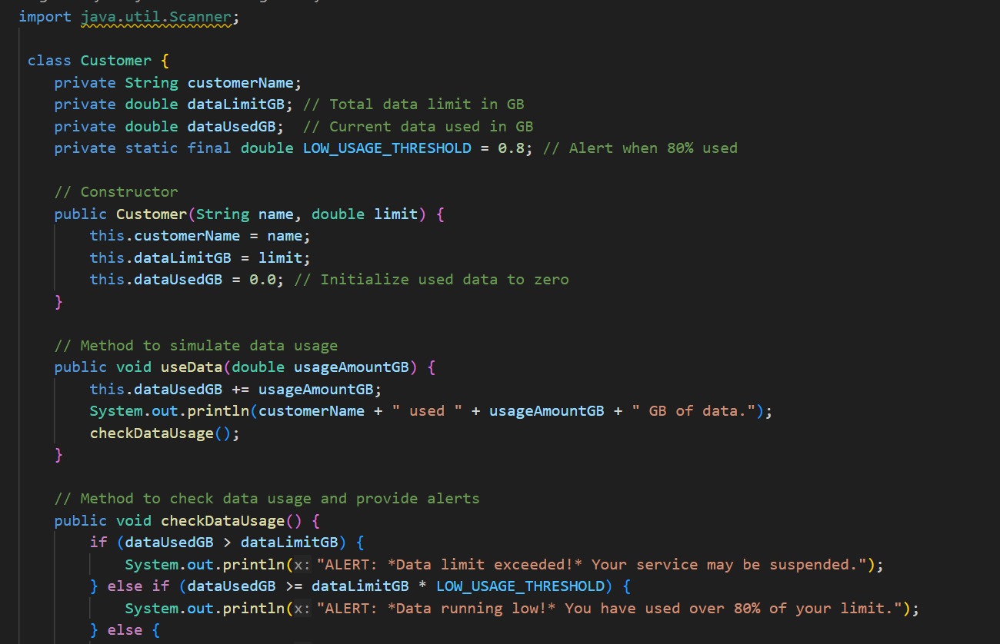 import java.util.Scanner;
class Customer {
private String customerName;
private double dataLimitGB; // Total data limit in GB
private double dataUsedGB;  // Current data used in GB
private static final double LOW_USAGE_THRESHOLD = 0.8; // Alert when 80% used
// Constructor
public Customer(String name, double limit) {
this.customerName = name;
this.dataLimitGB = limit;
this.dataUsedGB = 0.0; // Initialize used data to zero
}
// Method to simulate data usage
public void useData(double usageAmountGB) {
this.dataUsedGB += usageAmountGB;
System.out.println(customerName + " used " + usageAmountGB + " GB of data.");
checkDataUsage();
}
// Method to check data usage and provide alerts
public void checkDataUsage() {
if (dataUsedGB > dataLimitGB) {
System.out.println(x: "ALERT: *Data limit exceeded!* Your service may be suspended.");
} else if (dataUsedGB >= dataLimitGB * LOW_USAGE_THRESHOLD) {
System.out.println(x: "ALERT: *Data running low!* You have used over 80% of your limit.");
} else {